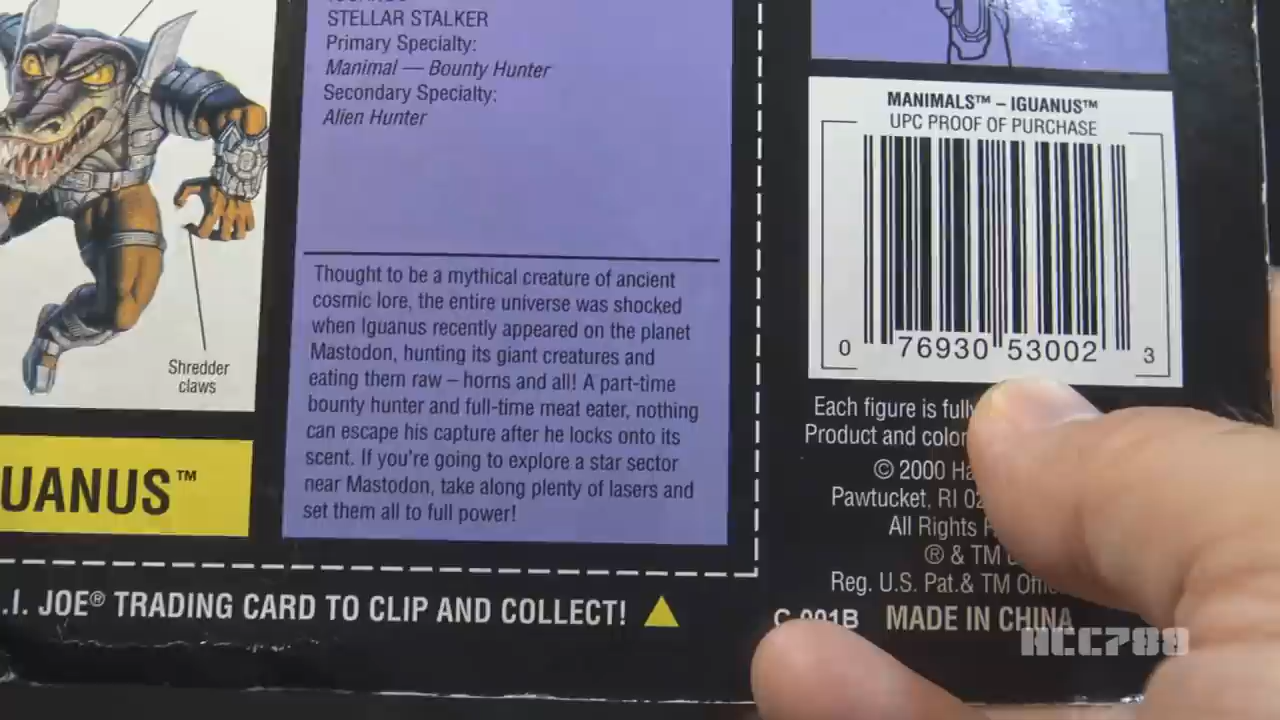 STELLAR STALKER
Primary Specialty:
Manimal — Bounty Hunter
Secondary Specialty:
Alien Hunter
Thought to be a mythical creature of ancient
cosmic lore, the entire universe was shocked
when Iguanus recently appeared on the planet
Mastodon, hunting its giant creatures and
eating them raw – horns and all! A part-time
bounty hunter and full-time meat eater, nothing
can escape his capture after he locks onto its
scent. If you're going to explore a star sector
near Mastodon, take along plenty of lasers and
set them all to full power!
Shredder
claws
UANUS™
.I. JOE® TRADING CARD TO CLIP AND COLLECT!
MANIMALS™ – IGUANUS™
UPC PROOF OF PURCHASE
0 76930 53002 3
Each figure is fully
Product and color
© 2000 Ha
Pawtucket, RI 02
All Rights
® & TM
Reg. U.S. Pat.& TM Offi
C-001B MADE IN CHINA
HCC788